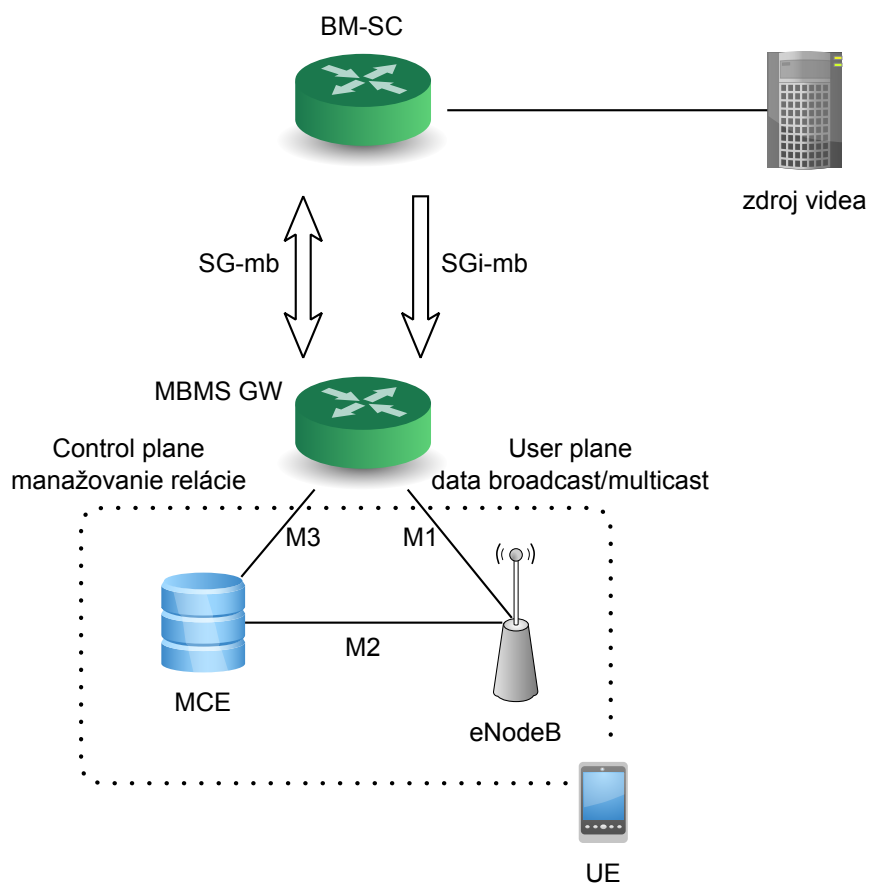 BM-SC
zdroj videa
SG-mb
SGi-mb
MBMS GW
Control plane
manažovanie relácie
User plane
data broadcast/multicast
M3
M1
M2
MCE
eNodeB
UE